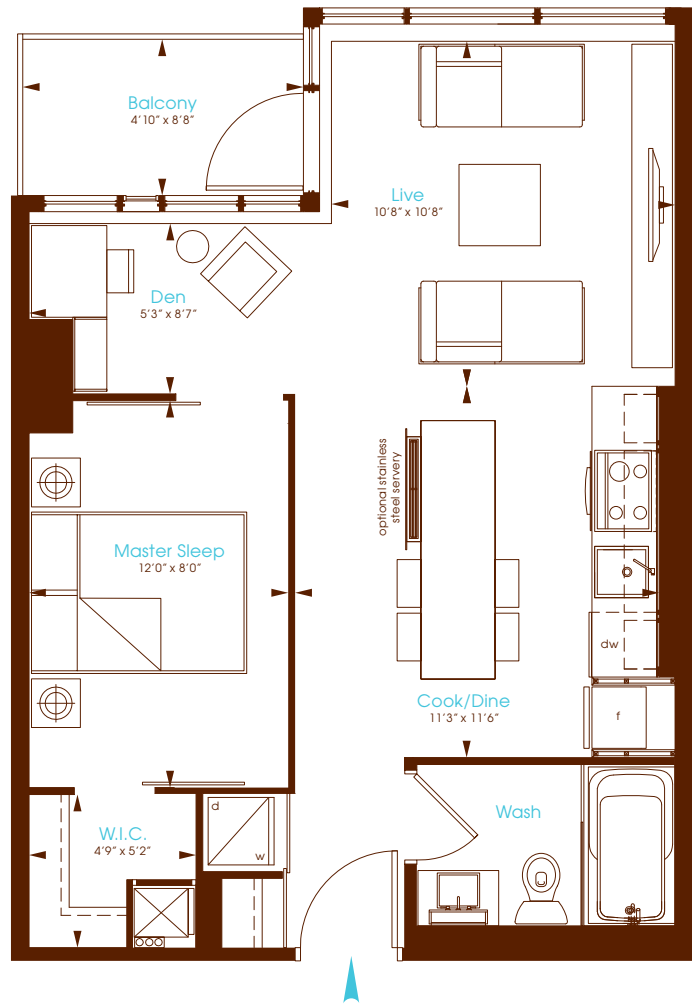 Balcony
4'10" x 8'8"
Live
10'8" x 10'8"
Den
5'3" x 8'7"
optional stainless
steel servery
Master Sleep
12'0" x 8'0"
dw
Cook/Dine
11'3" x 11'6"
f
d
w
Wash
W.I.C.
4'9" x 5'2"